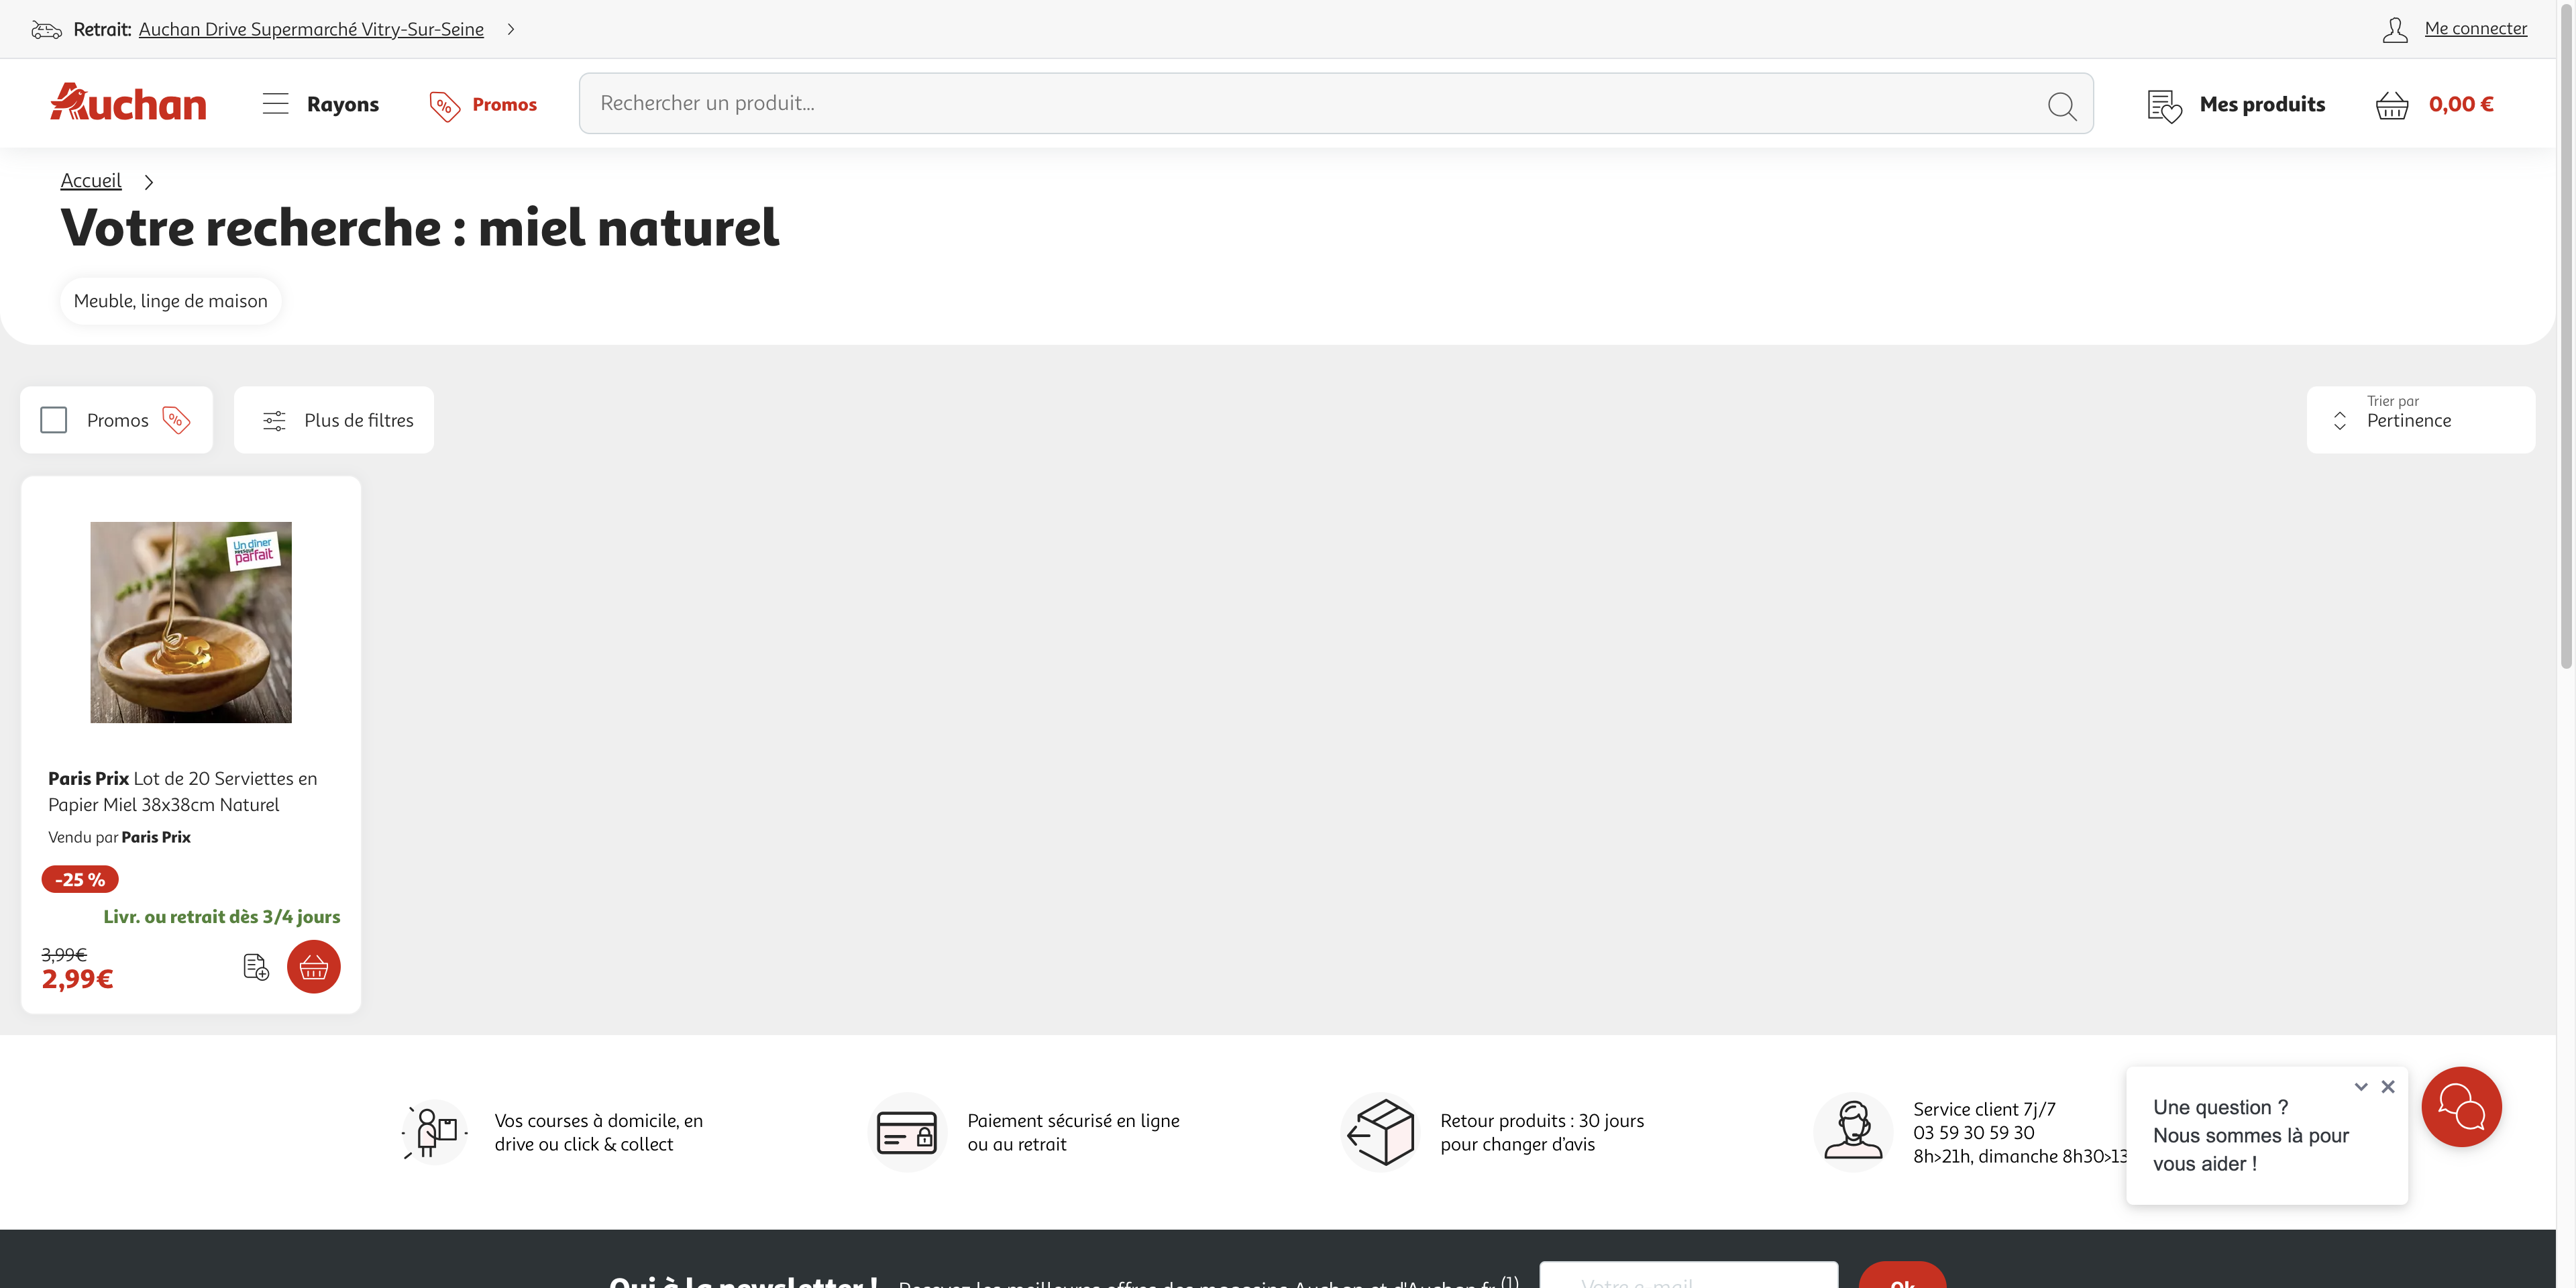 Retrait: Auchan Drive Supermarché Vitry-Sur-Seine
Me connecter
Auchan
Rayons
Promos
Rechercher un produit...
Mes produits
0,00 €
Accueil
Votre recherche : miel naturel
Meuble, linge de maison
Promos
Plus de filtres
Trier par
Pertinence
Un dîner
parfait
Paris Prix Lot de 20 Serviettes en
Papier Miel 38x38cm Naturel
Vendu par Paris Prix
-25 %
Livr. ou retrait dès 3/4 jours
3,99€
2,99€
Vos courses à domicile, en
drive ou click & collect
Paiement sécurisé en ligne
ou au retrait
Retour produits : 30 jours
pour changer d'avis
Service client 7j/7
03 59 30 59 30
8h>21h, dimanche 8h30>13
Une question ?
Nous sommes là pour
vous aider !
Oui à la newsletter !
Recevez les meilleures offres des magasins Auchan et d'Auchan.fr (1)
Votre e-mail
Ok